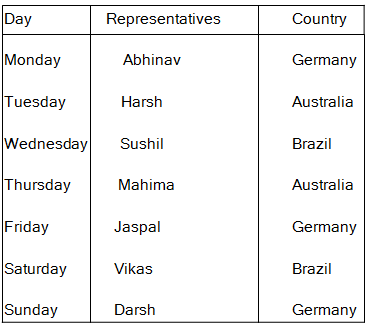 Day Representatives Country
Monday Abhinav Germany
Tuesday Harsh Australia
Wednesday Sushil Brazil
Thursday Mahima Australia
Friday Jaspal Germany
Saturday Vikas Brazil
Sunday Darsh Germany